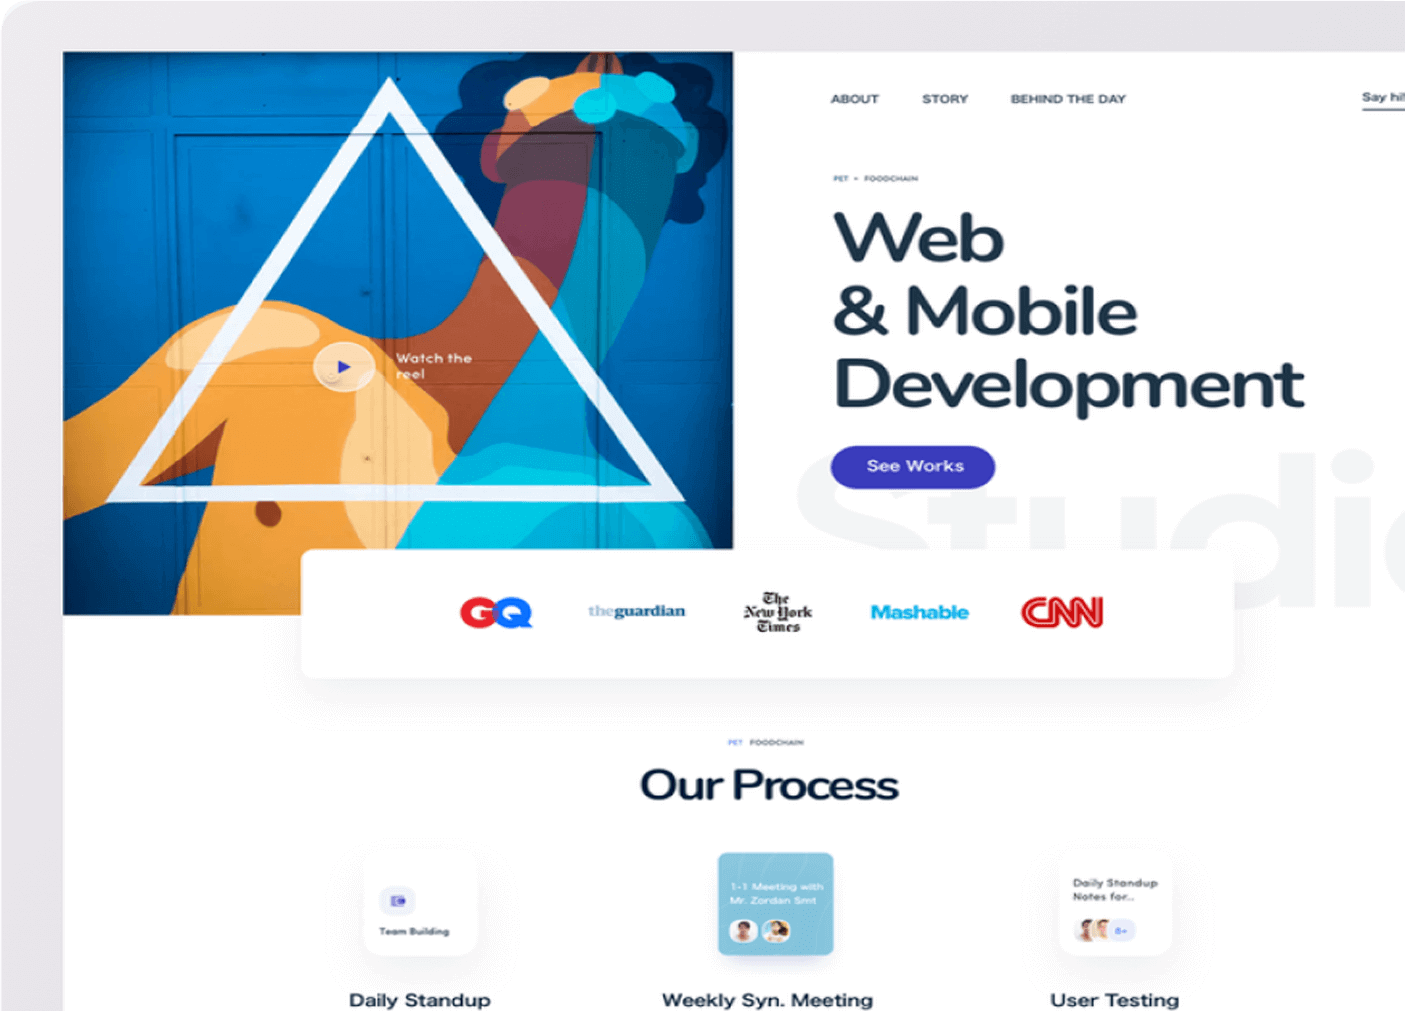 ABOUT STORY BEHIND THE DAY Say hi!
PET • FOODCHAIN
Web
& Mobile
Development
See Works
Studi
Watch the
reel
GQ
theguardian
The
New York
Times
Mashable
CNN
PET FOODCHAIN
Our Process
Team Building
Daily Standup
1-1 Meeting with
Mr. Zordan Smt
Weekly Syn. Meeting
Daily Standup
Notes for...
8+
User Testing